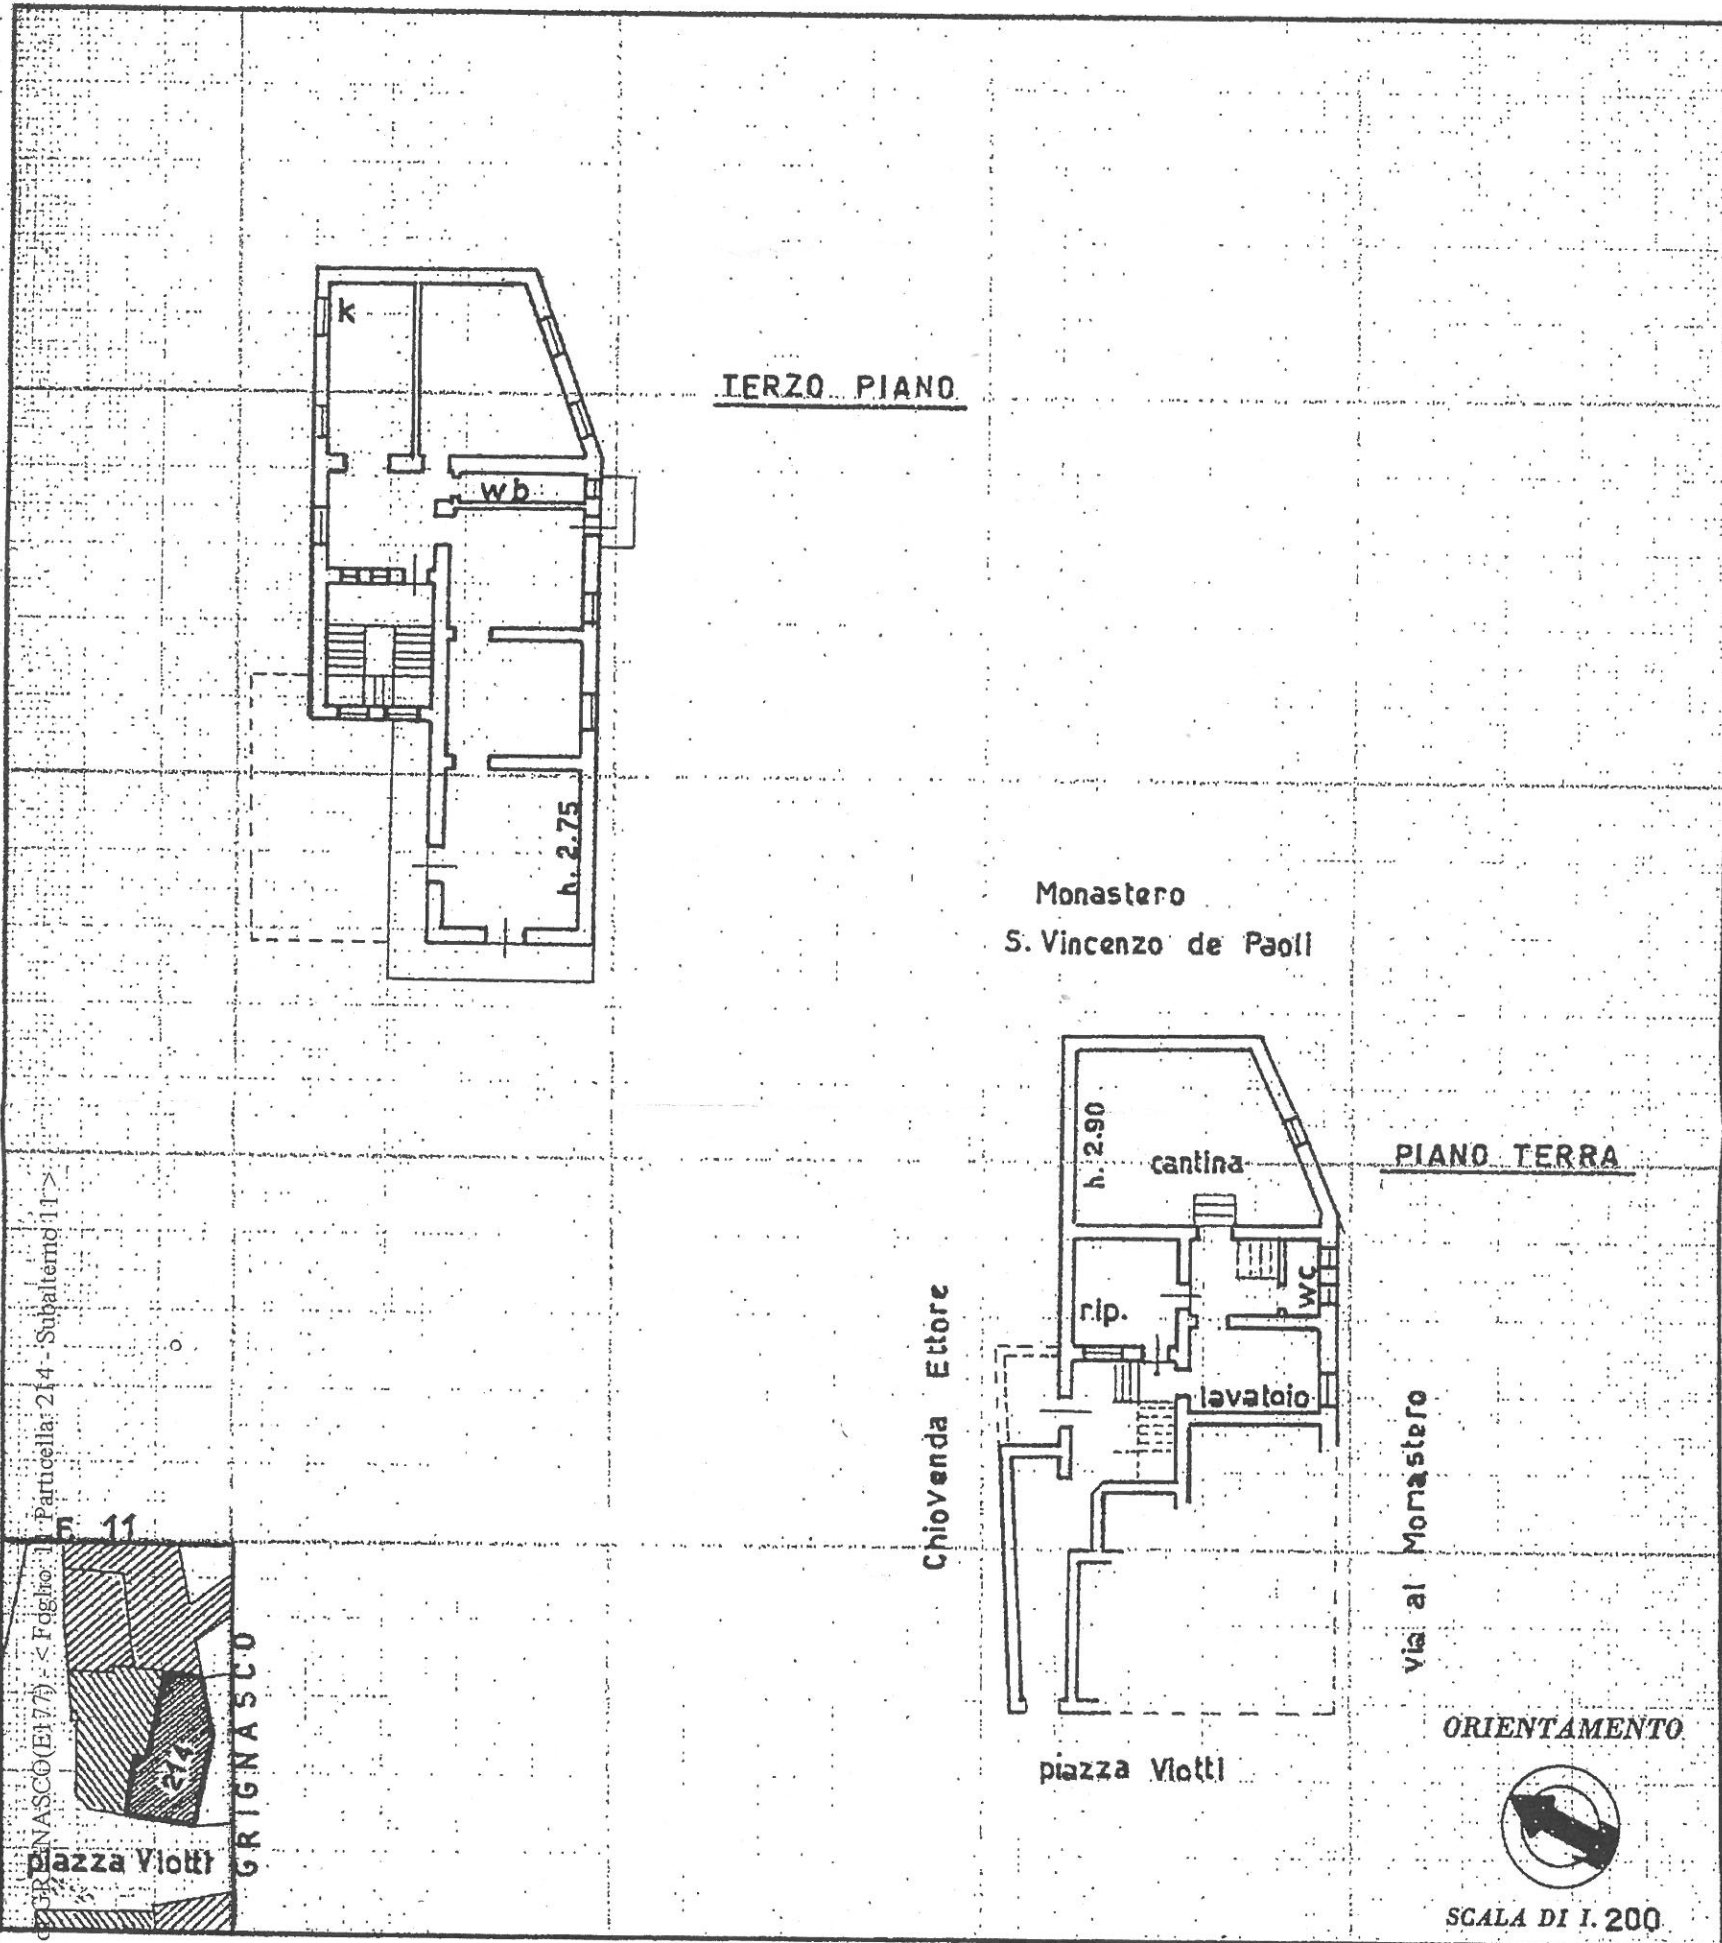 k
TERZO PIANO
wb
h. 2.75
Monastero
S. Vincenzo de Paoli
h. 2.90
cantina
PIANO TERRA
rip.
wc
lavatoio
Chiovenda Ettore
via al Monastero
piazza Viotti
F. 11
214
GRIGNASCO
piazza Viotti
GRIGNASCO(E177) - < Foglio: 11 Particella: 214 - Subalterno 11 >
ORIENTAMENTO
SCALA DI 1. 200